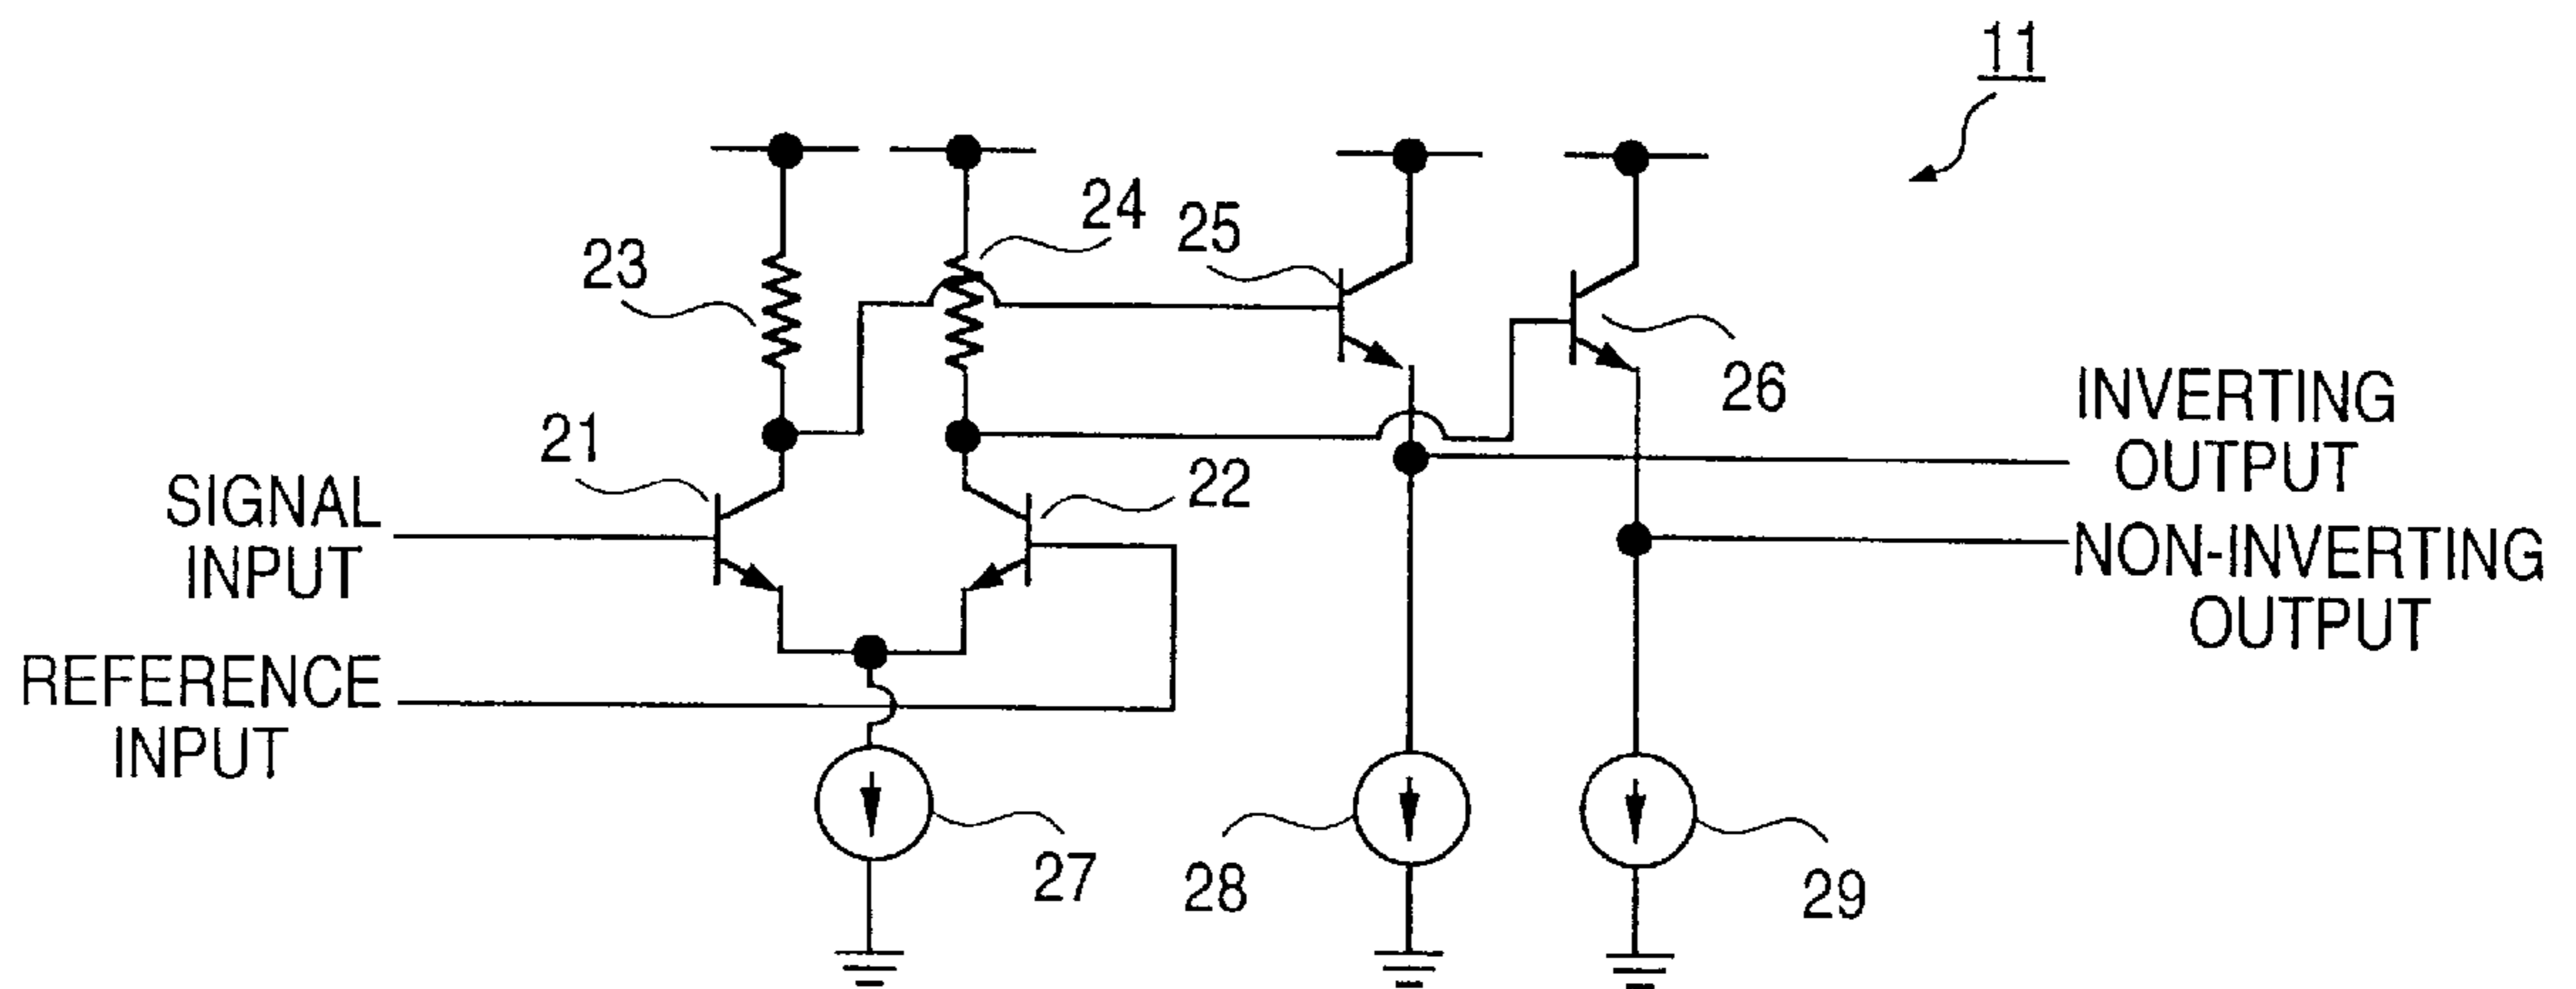 11
24
25
23
26
INVERTING
OUTPUT
21
22
SIGNAL
INPUT
NON-INVERTING
OUTPUT
REFERENCE
INPUT
27
28
29